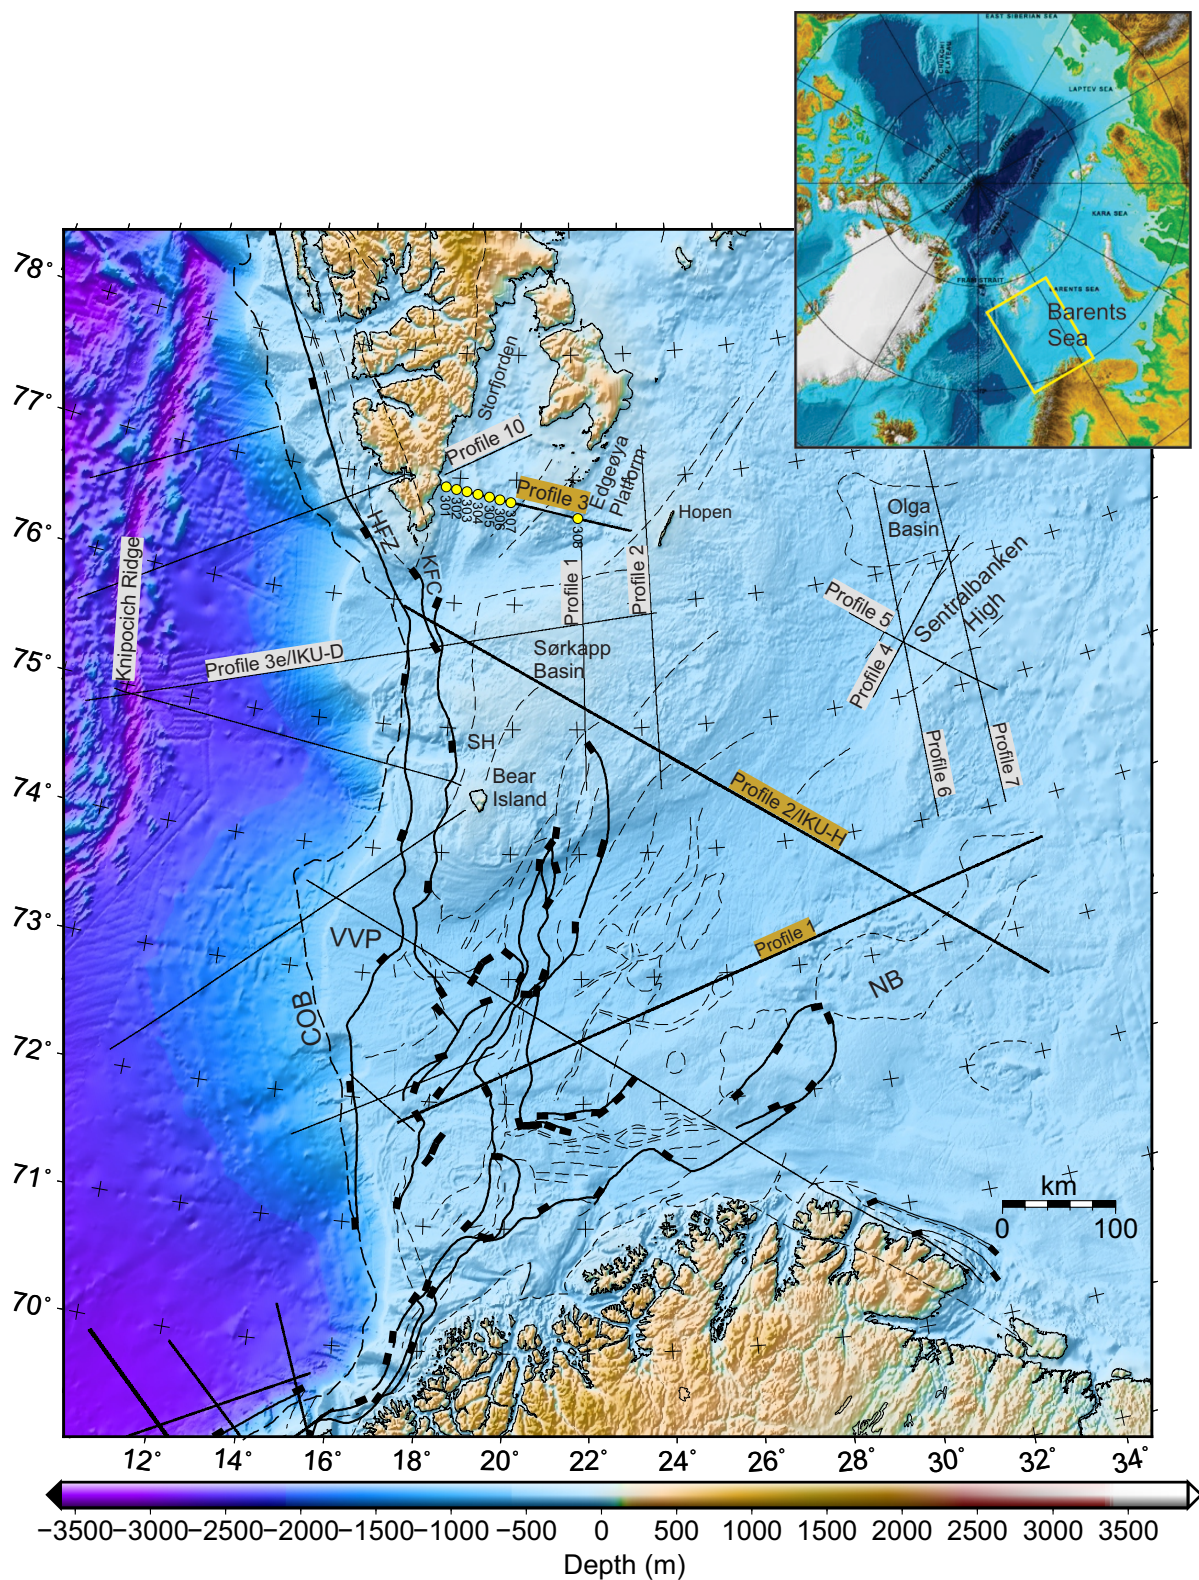 EAST SIBERIAN SEA
CHUKCHI
PLATEAU
LAPTEV SEA
ALPHA RIDGE
KARA SEA
FRAM STRAIT
BARENTS SEA
Barents
Sea
78°
77°
76°
75°
74°
73°
72°
71°
70°
Storfjorden
Profile 10
Edgeøya
Platform
Profile 3
301
302
303
304
305
306
307
308
Hopen
Olga
Basin
HFZ
KFC
Knipocich Ridge
Profile 1
Profile 2
Profile 5
Sentralbanken
High
Profile 3e/IKU-D
Sørkapp
Basin
Profile 4
SH
Profile 6
Profile 7
Bear
Island
Profile 2/IKU-H
VVP
Profile 1
NB
COB
km
0 100
12° 14° 16° 18° 20° 22° 24° 26° 28° 30° 32° 34°
−3500 −3000 −2500 −2000 −1500 −1000 −500 0 500 1000 1500 2000 2500 3000 3500
Depth (m)